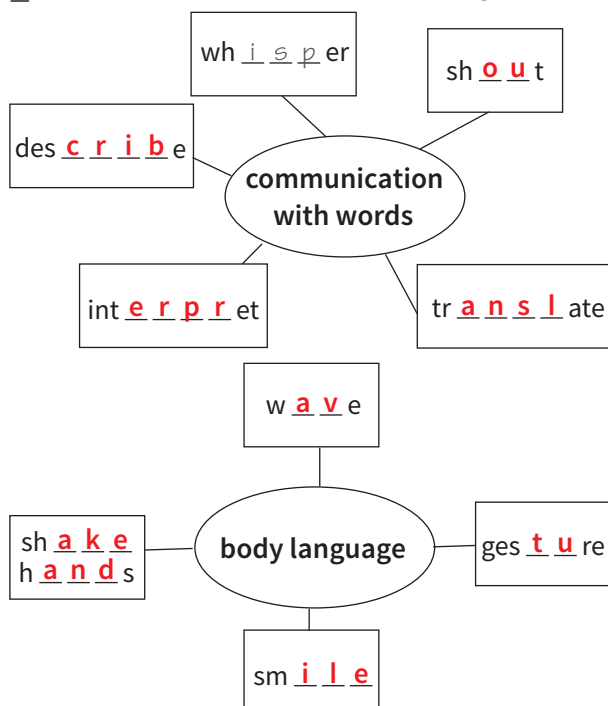 wh i s p er
sh o u t
des c r i b e
communication
with words
int e r p r et
tr a n s l ate
w a v e
sh a k e
h a n d s
body language
ges t u re
sm i l e